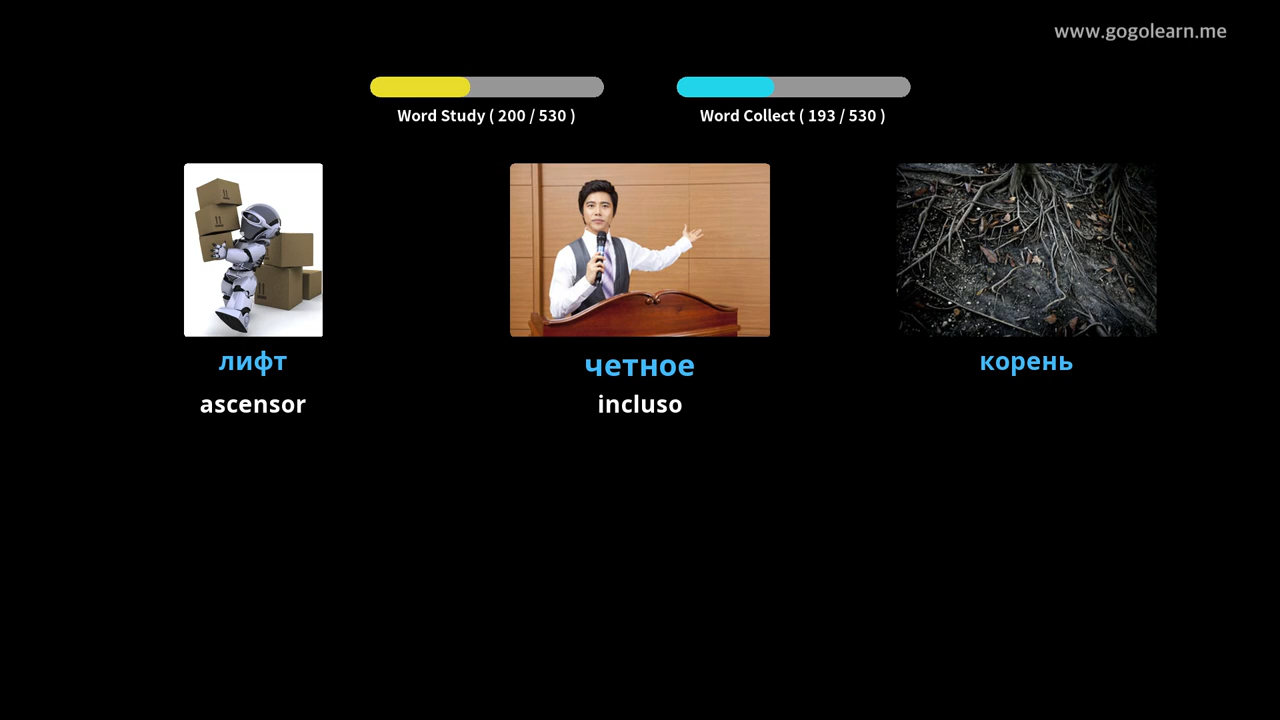 www.gogolearn.me
Word Study ( 200 / 530 )
Word Collect ( 193 / 530 )
лифт
четное
корень
ascensor
incluso